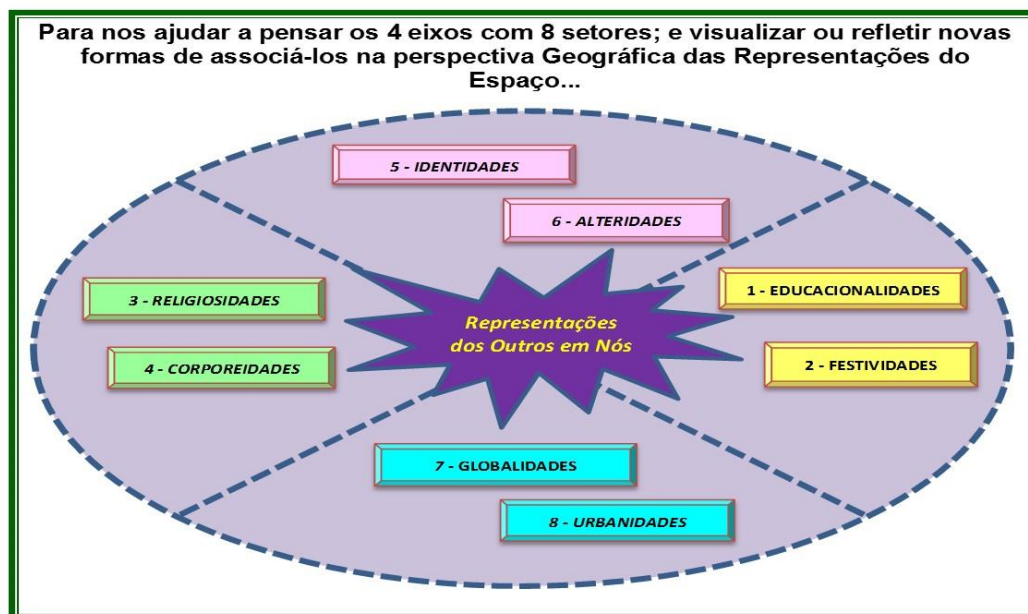 Para nos ajudar a pensar os 4 eixos com 8 setores; e visualizar ou refletir novas
formas de associá-los na perspectiva Geográfica das Representações do
Espaço...
5 - IDENTIDADES
6 - ALTERIDADES
3 - RELIGIOSIDADES
4 - CORPOREIDADES
Representações
dos Outros em Nós
1 - EDUCACIONALIDADES
2 - FESTIVIDADES
7 - GLOBALIDADES
8 - URBANIDADES